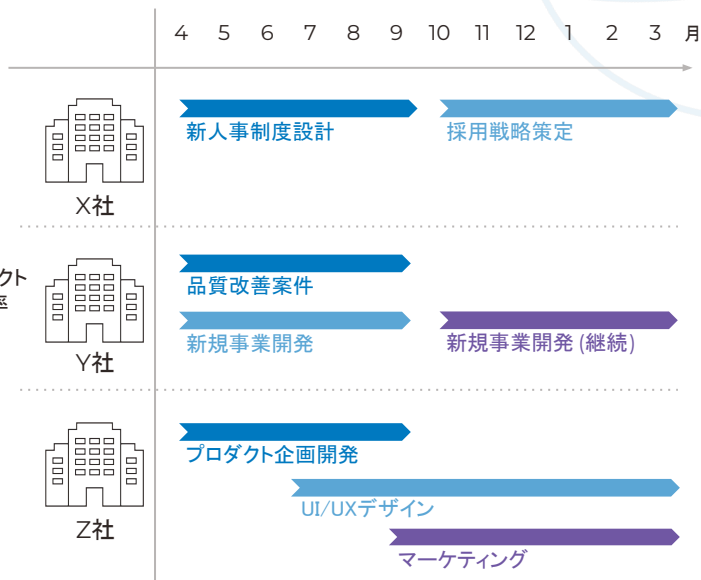 4 5 6 7 8 9 10 11 12 1 2 3 月
新人事制度設計 採用戦略策定
X社
クト
率
品質改善案件
新規事業開発 新規事業開発 (継続)
Y社
プロダクト企画開発
UI/UXデザイン
Z社
マーケティング